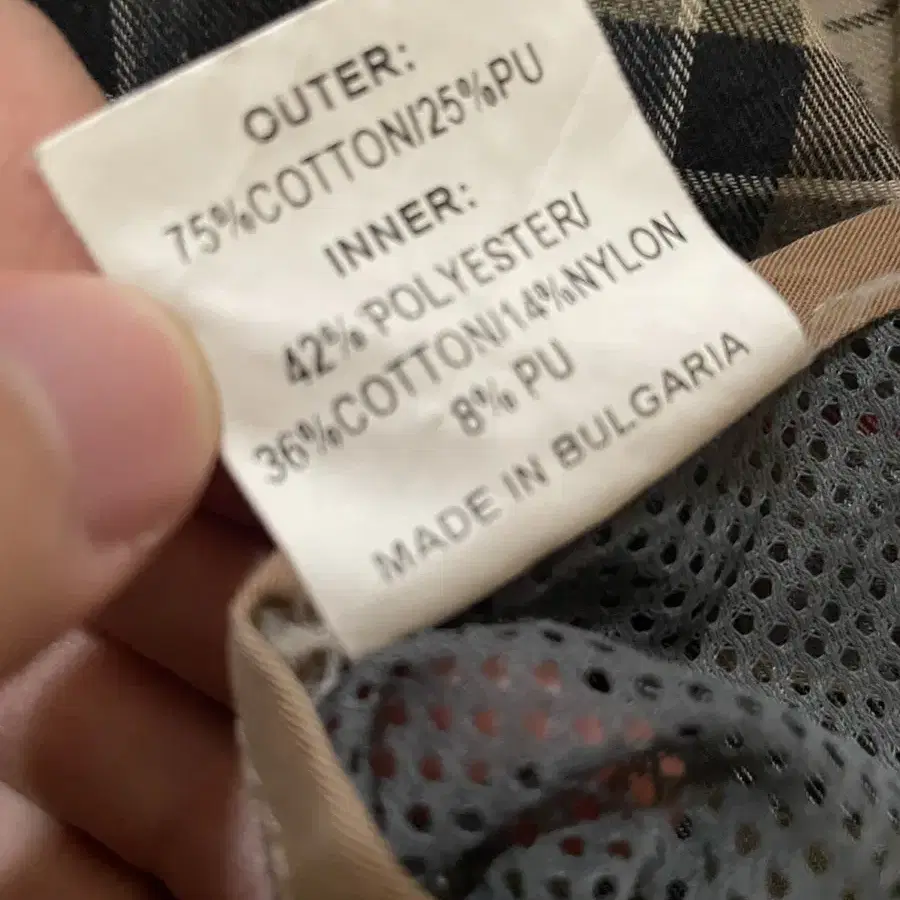 OUTER:
75%COTTON/25%PU
INNER:
42% POLYESTER/
36%COTTON/14%NYLON
8% PU
MADE IN BULGARIA